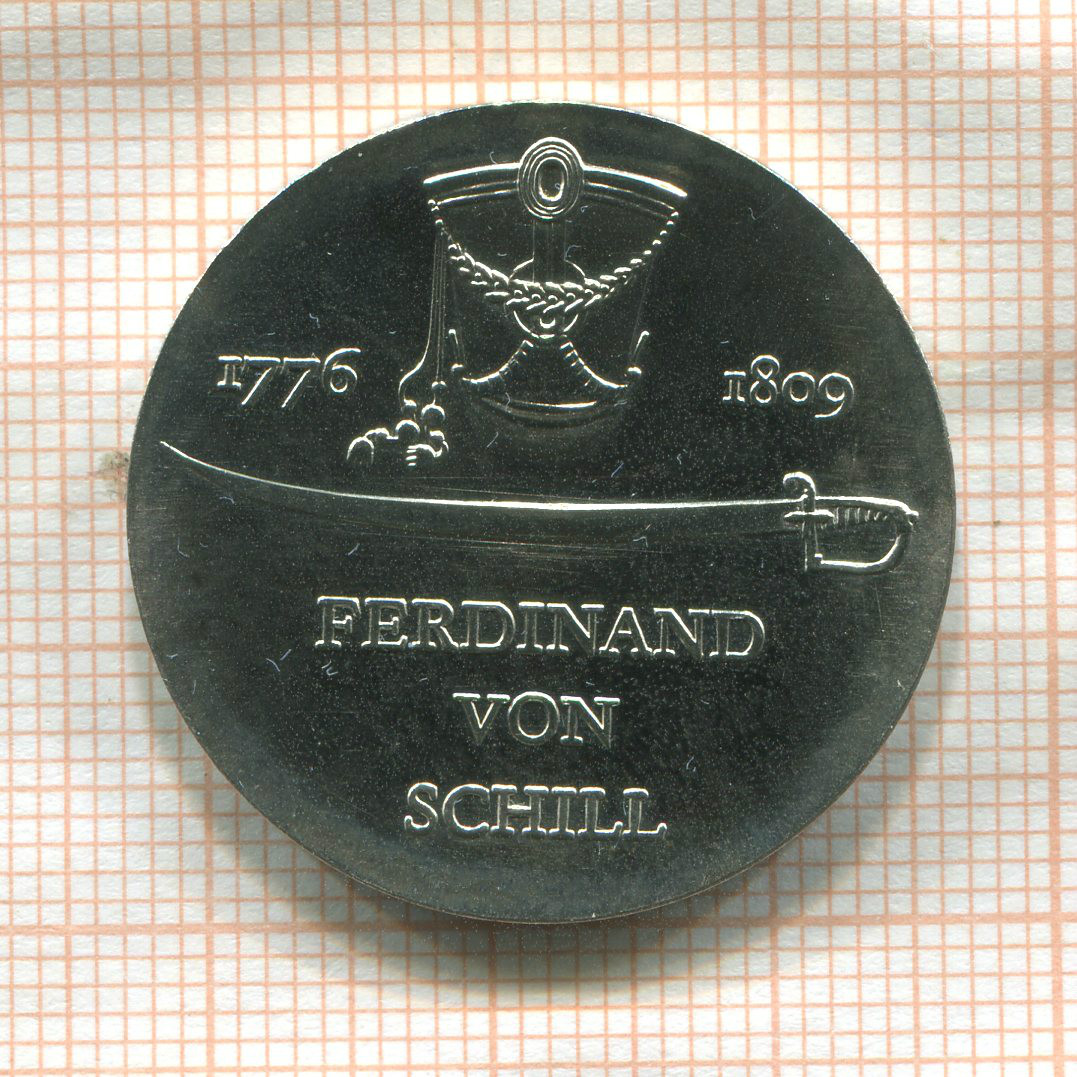 1776 1809
FERDINAND
VON
SCHILL